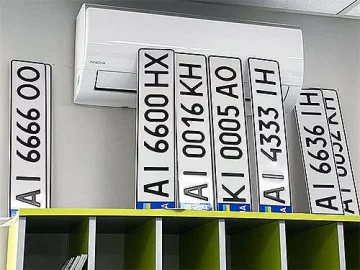 AI 6666 OO
AI 6600 HX
AI 0016 KH
KI 0005 AO
AI 4333 IH
AI 6636 IH